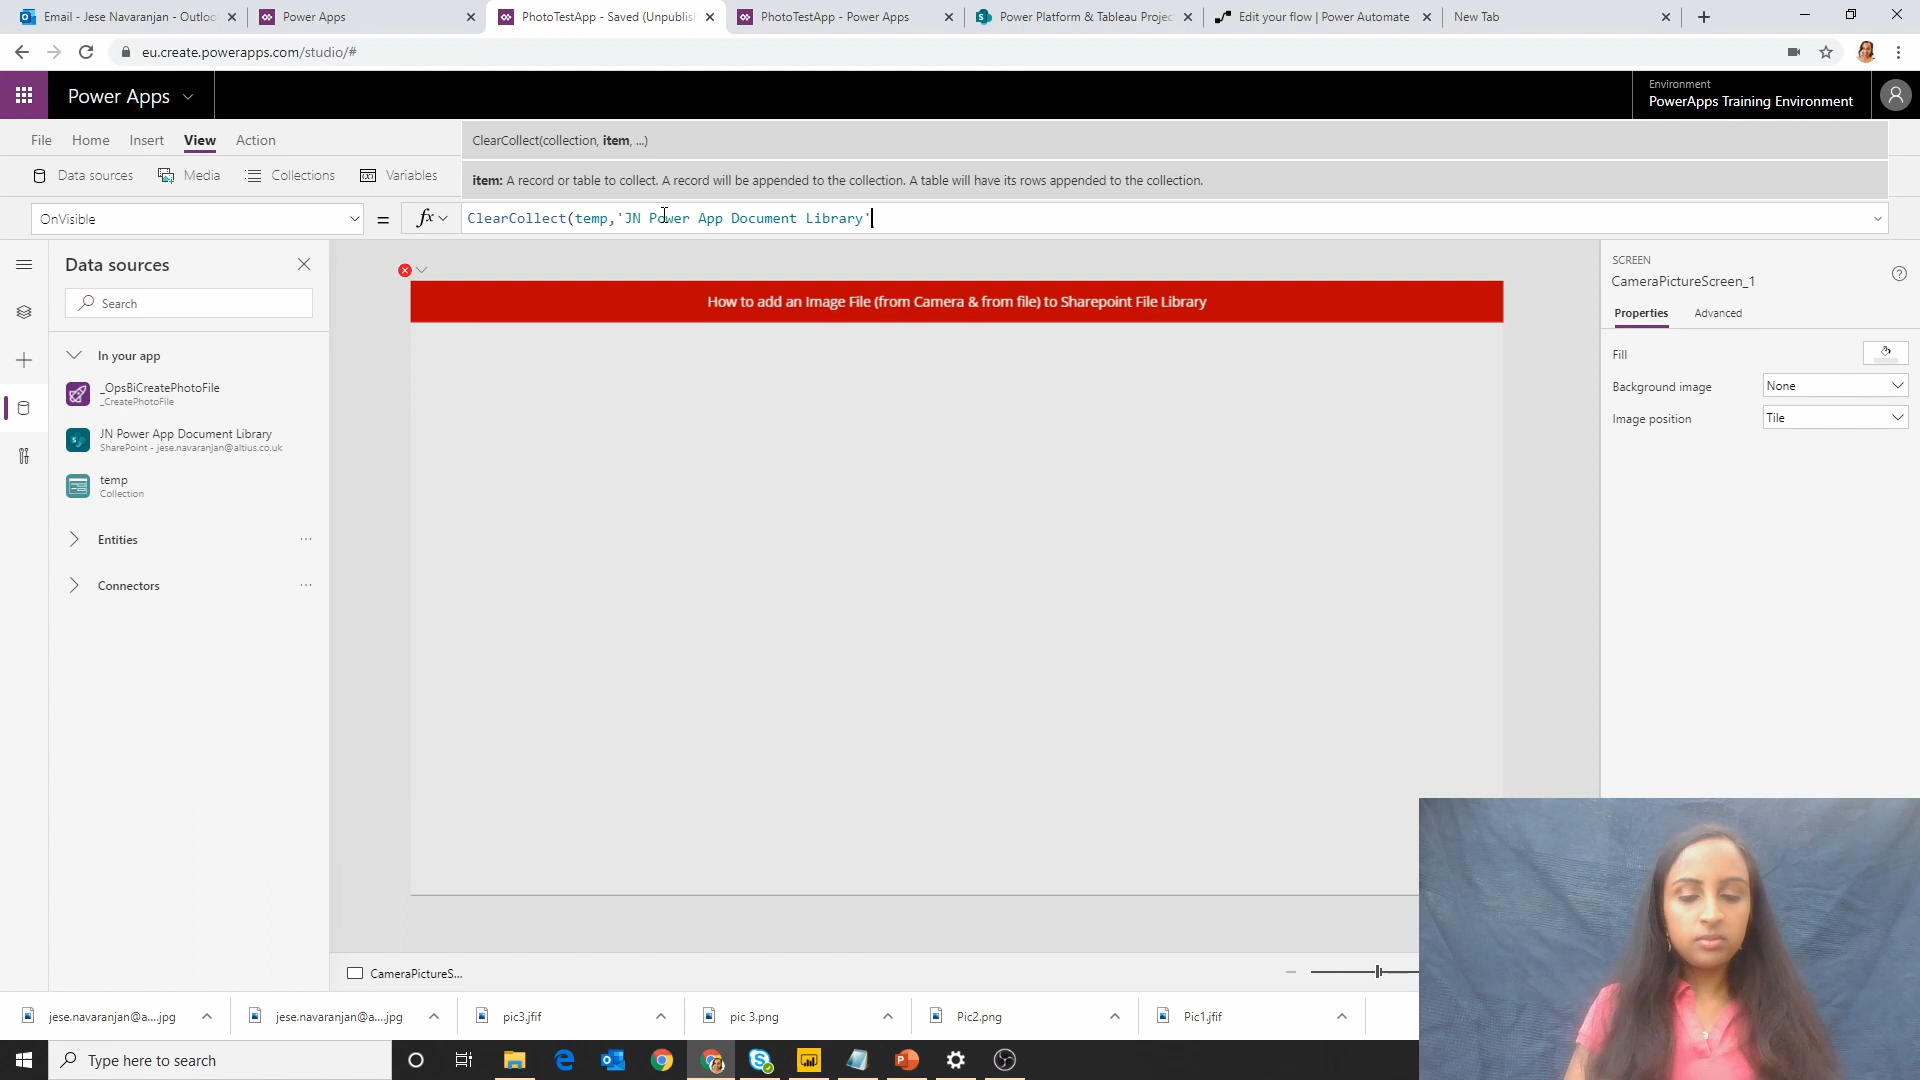 Email - Jese Navaranjan - Outloo
Power Apps
PhotoTestApp - Saved (Unpublis
PhotoTestApp - Power Apps
Power Platform & Tableau Projec
Edit your flow | Power Automate
New Tab
eu.create.powerapps.com/studio/#
Power Apps
Environment
PowerApps Training Environment
File
Home
Insert
View
Action
ClearCollect(collection, item, ...)
Data sources
Media
Collections
Variables
item: A record or table to collect. A record will be appended to the collection. A table will have its rows appended to the collection.
OnVisible
=
fx
ClearCollect(temp,'JN Power App Document Library'
Data sources
Search
In your app
_OpsBiCreatePhotoFile
_CreatePhotoFile
JN Power App Document Library
SharePoint - jese.navaranjan@altius.co.uk
temp
Collection
Entities
Connectors
How to add an Image File (from Camera & from file) to Sharepoint File Library
SCREEN
CameraPictureScreen_1
Properties
Advanced
Fill
Background image
None
Image position
Tile
CameraPictureS...
jese.navaranjan@a....jpg
jese.navaranjan@a....jpg
pic3.jfif
pic 3.png
Pic2.png
Pic1.jfif
Type here to search